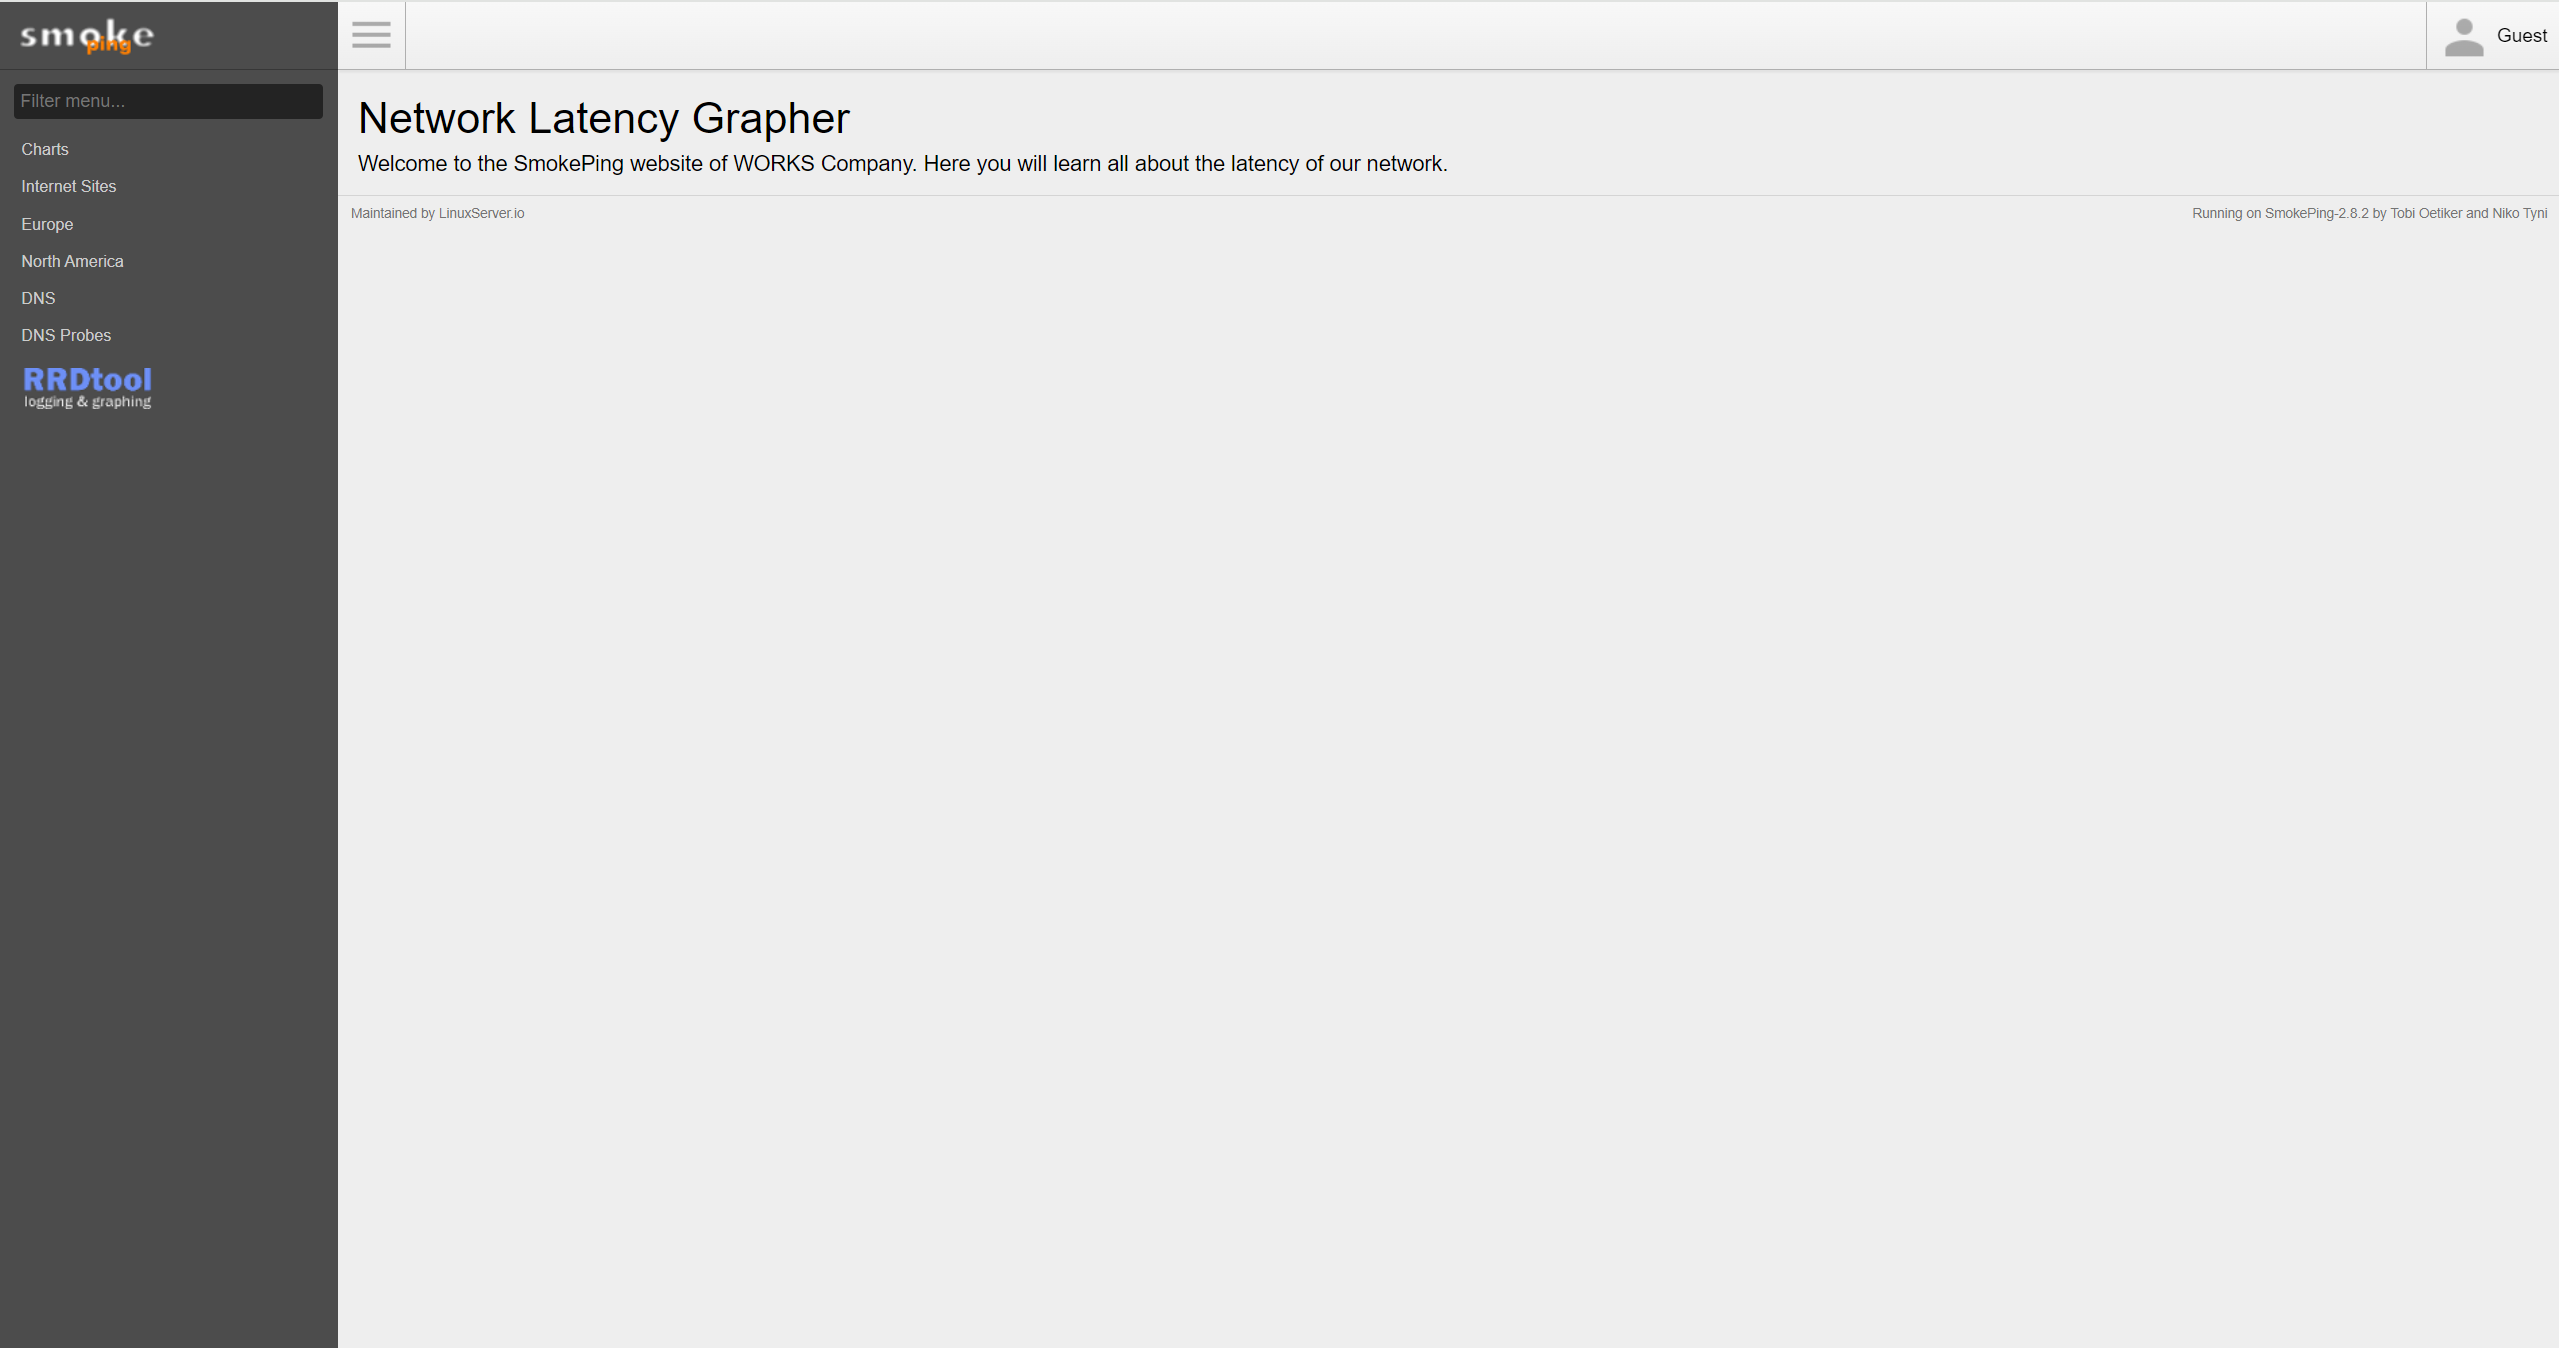 smoke
ping
Guest
Filter menu...
Charts
Internet Sites
Europe
North America
DNS
DNS Probes
RRDtool
logging & graphing
Network Latency Grapher
Welcome to the SmokePing website of WORKS Company. Here you will learn all about the latency of our network.
Maintained by LinuxServer.io
Running on SmokePing-2.8.2 by Tobi Oetiker and Niko Tyni